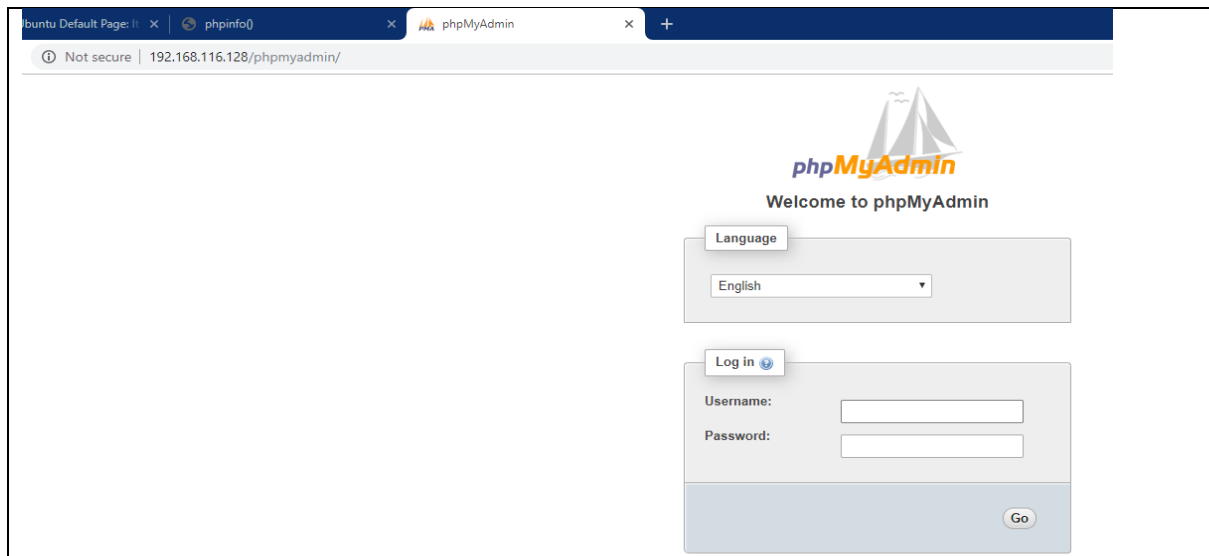 Ubuntu Default Page: It
phpinfo()
phpMyAdmin
Not secure | 192.168.116.128/phpmyadmin/
phpMyAdmin
Welcome to phpMyAdmin
Language
English
Log in
Username:
Password:
Go